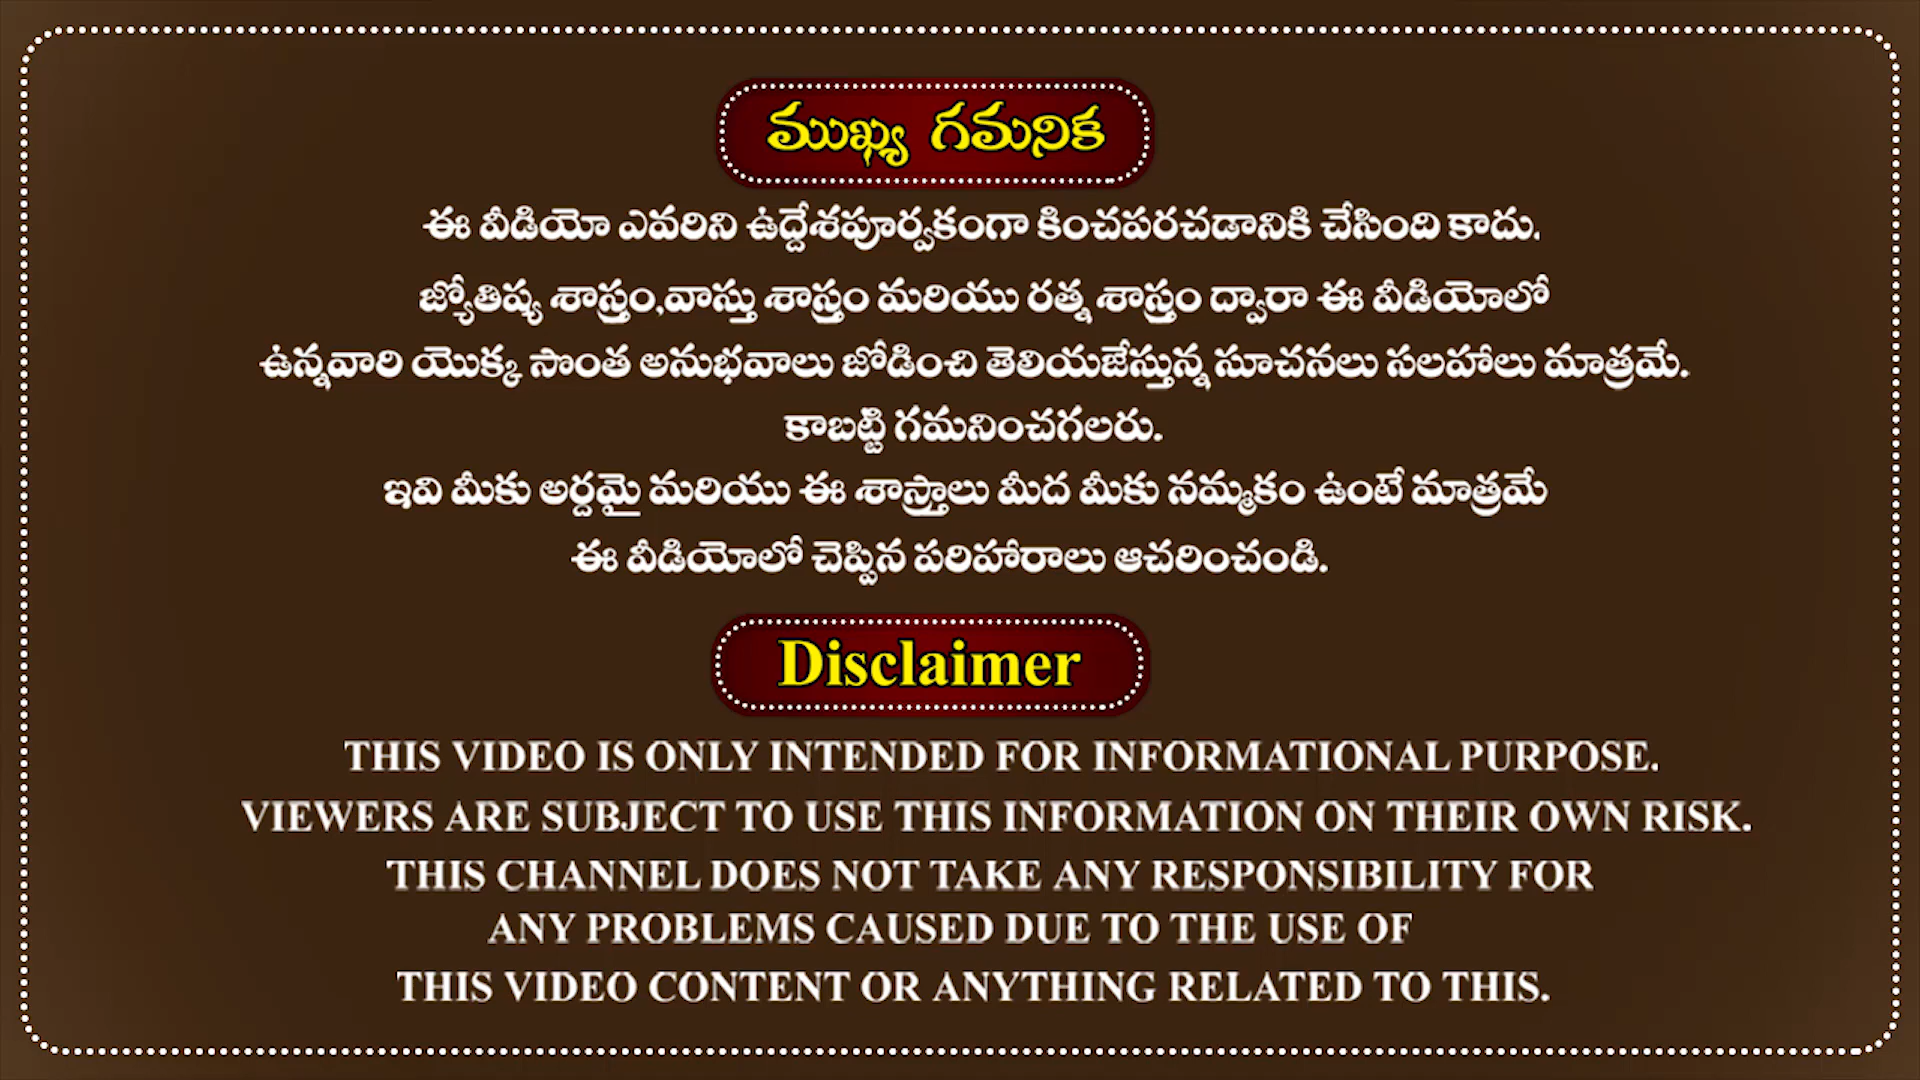 ముఖ్య గమనిక
ఈ వీడియో ఎవరిని ఉద్దేశపూర్వకంగా కించపరచడానికి చేసింది కాదు.
జ్యోతిష్య శాస్త్రం,వాస్తు శాస్త్రం మరియు రత్న శాస్త్రం ద్వారా ఈ వీడియోలో
ఉన్నవారి యొక్క సొంత అనుభవాలు జోడించి తెలియజేస్తున్న సూచనలు సలహాలు మాత్రమే.
కాబట్టి గమనించగలరు.
ఇవి మీకు అర్దమై మరియు ఈ శాస్త్రాలు మీద మీకు నమ్మకం ఉంటే మాత్రమే
ఈ వీడియోలో చెప్పిన పరిహారాలు ఆచరించండి.
Disclaimer
THIS VIDEO IS ONLY INTENDED FOR INFORMATIONAL PURPOSE.
VIEWERS ARE SUBJECT TO USE THIS INFORMATION ON THEIR OWN RISK.
THIS CHANNEL DOES NOT TAKE ANY RESPONSIBILITY FOR
ANY PROBLEMS CAUSED DUE TO THE USE OF
THIS VIDEO CONTENT OR ANYTHING RELATED TO THIS.